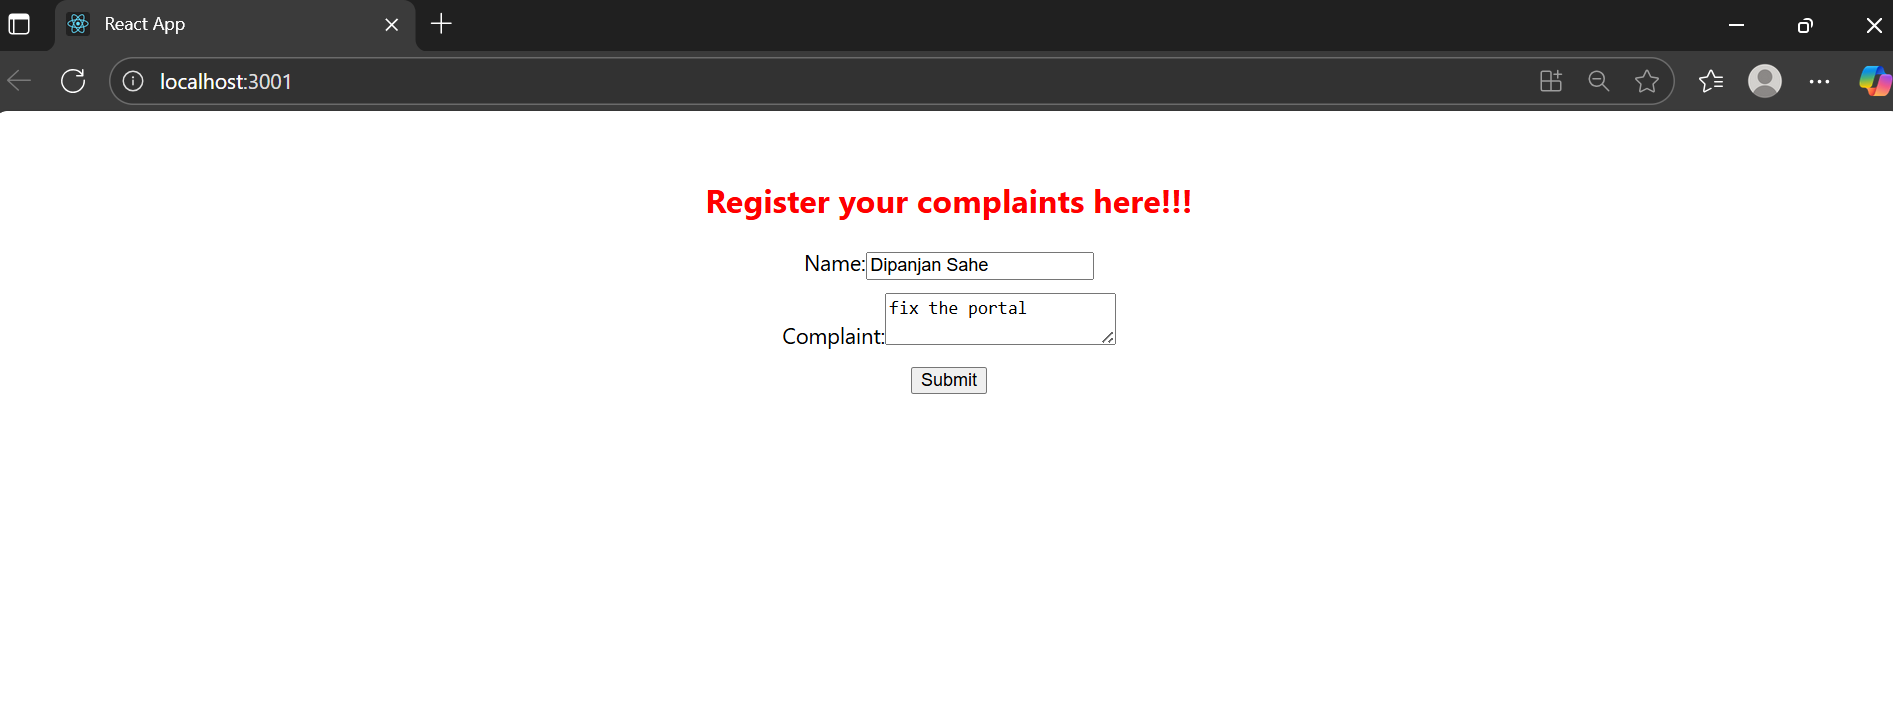 React App
localhost:3001
Register your complaints here!!!
Name:Dipanjan Sahe
Complaint:fix the portal
Submit